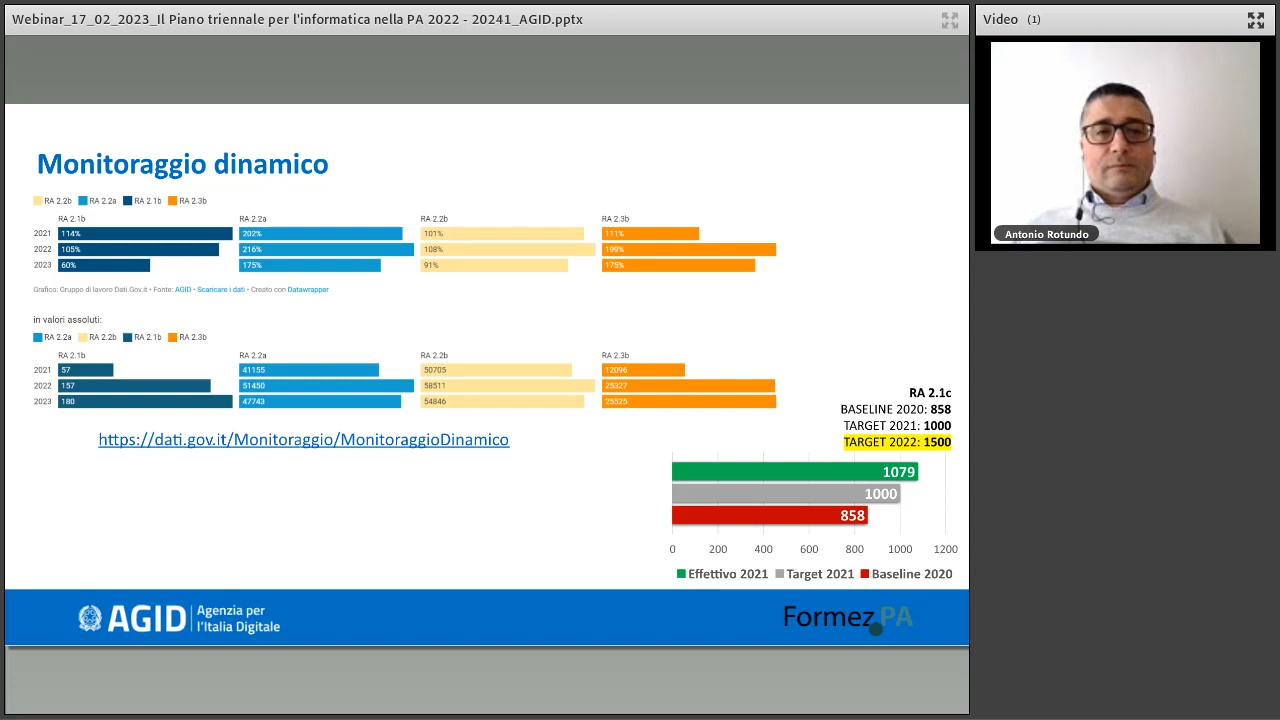 Webinar_17_02_2023_Il Piano triennale per l'informatica nella PA 2022 - 20241_AGID.pptx
Video (1)
Antonio Rotundo
Monitoraggio dinamico
RA 2.2b RA 2.2a RA 2.1b RA 2.3b
RA 2.1b RA 2.2a RA 2.2b RA 2.3b
2021 114% 202% 101% 111%
2022 105% 216% 108% 199%
2023 60% 175% 91% 175%
Grafico: Gruppo di lavoro Dati.Gov.it • Fonte: AGID • Scaricare i dati • Creato con Datawrapper
in valori assoluti:
RA 2.2a RA 2.2b RA 2.1b RA 2.3b
RA 2.1b RA 2.2a RA 2.2b RA 2.3b
2021 57 41155 50705 12096
2022 157 51450 58511 25327
2023 180 47743 54846 25525
https://dati.gov.it/Monitoraggio/MonitoraggioDinamico
RA 2.1c
BASELINE 2020: 858
TARGET 2021: 1000
TARGET 2022: 1500
1079
1000
858
0 200 400 600 800 1000 1200
Effettivo 2021 Target 2021 Baseline 2020
AGID Agenzia per
l'Italia Digitale
Formez PA